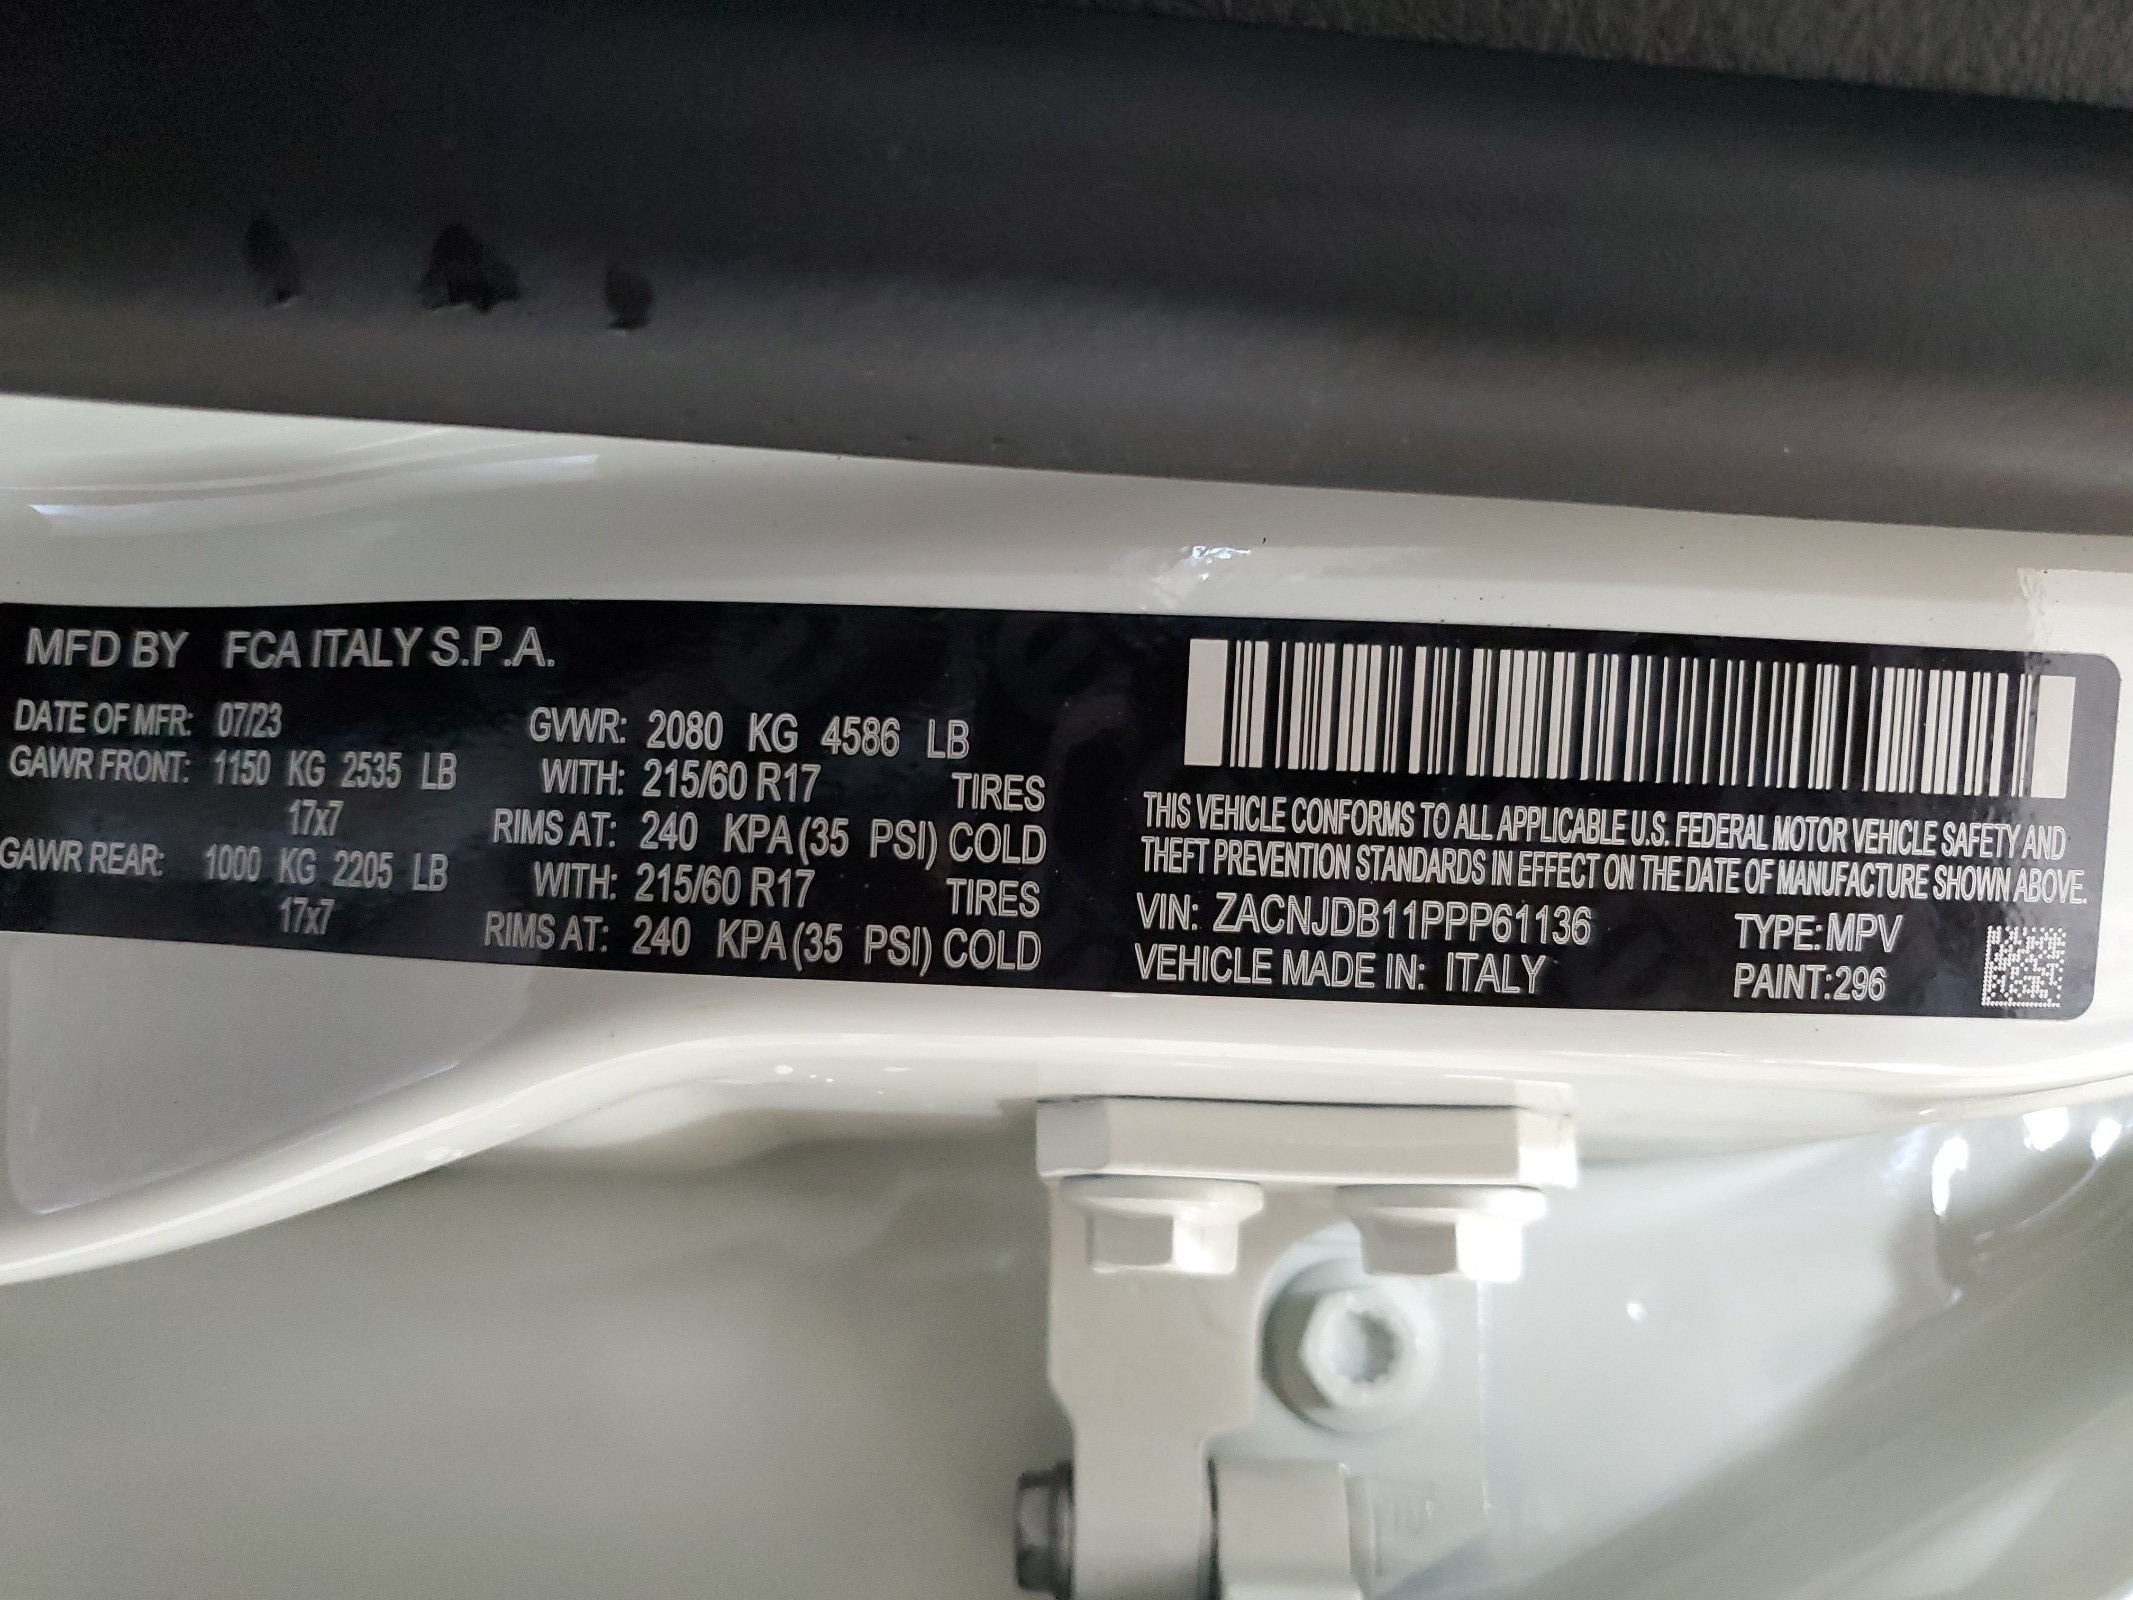 MFD BY FCA ITALY S.P.A.
DATE OF MFR: 07/23
GAWR FRONT: 1150 KG 2535 LB
17x7
GAWR REAR: 1000 KG 2205 LB
17x7
GVWR: 2080 KG 4586 LB
WITH: 215/60 R17 TIRES
RIMS AT: 240 KPA (35 PSI) COLD
WITH: 215/60 R17 TIRES
RIMS AT: 240 KPA (35 PSI) COLD
THIS VEHICLE CONFORMS TO ALL APPLICABLE U.S. FEDERAL MOTOR VEHICLE SAFETY AND
THEFT PREVENTION STANDARDS IN EFFECT ON THE DATE OF MANUFACTURE SHOWN ABOVE.
VIN: ZACNJDB11PPP61136 TYPE: MPV
VEHICLE MADE IN: ITALY PAINT: 296